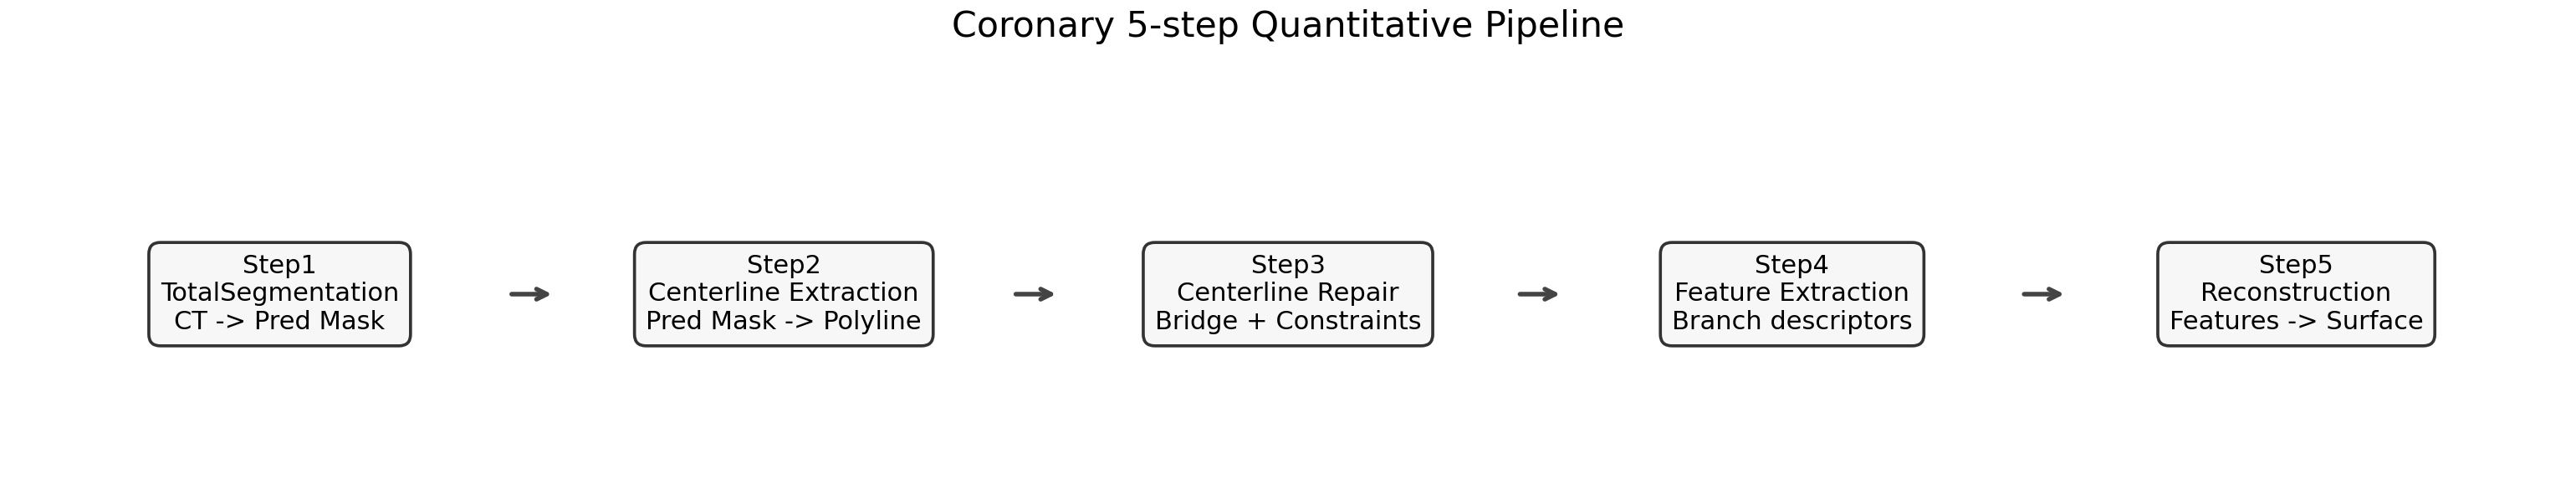 Coronary 5-step Quantitative Pipeline
Step1
TotalSegmentation
CT -> Pred Mask
Step2
Centerline Extraction
Pred Mask -> Polyline
Step3
Centerline Repair
Bridge + Constraints
Step4
Feature Extraction
Branch descriptors
Step5
Reconstruction
Features -> Surface